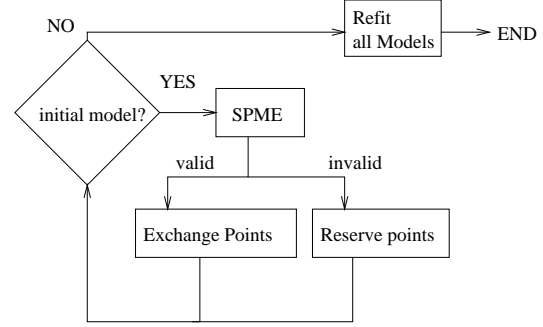 NO
Refit
all Models
END
YES
initial model?
SPME
valid
invalid
Exchange Points
Reserve points